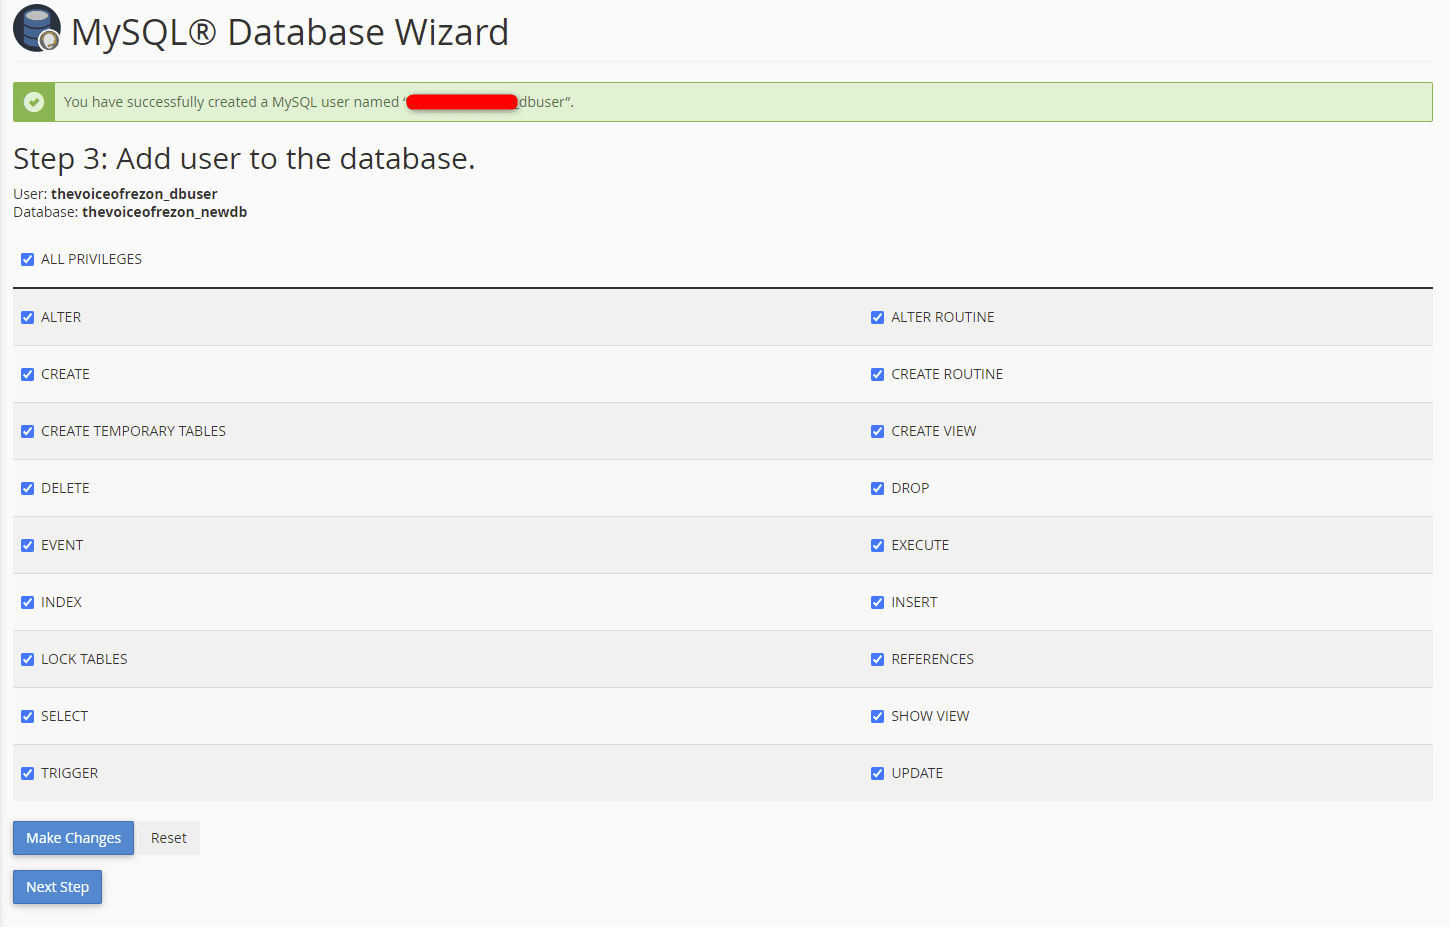 MySQL® Database Wizard
You have successfully created a MySQL user named “ _dbuser”.
Step 3: Add user to the database.
User: thevoiceofrezon_dbuser
Database: thevoiceofrezon_newdb
ALL PRIVILEGES
ALTER
ALTER ROUTINE
CREATE
CREATE ROUTINE
CREATE TEMPORARY TABLES
CREATE VIEW
DELETE
DROP
EVENT
EXECUTE
INDEX
INSERT
LOCK TABLES
REFERENCES
SELECT
SHOW VIEW
TRIGGER
UPDATE
Make Changes
Reset
Next Step